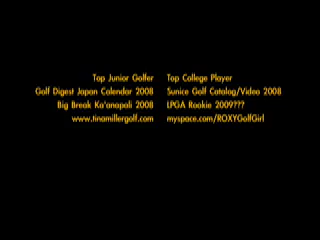 Top Junior Golfer Top College Player
Golf Digest Japan Calendar 2008 Sunice Golf Catalog/Video 2008
Big Break Ka'anapali 2008 LPGA Rookie 2009???
www.tinamillergolf.com myspace.com/ROXYGolfGirl